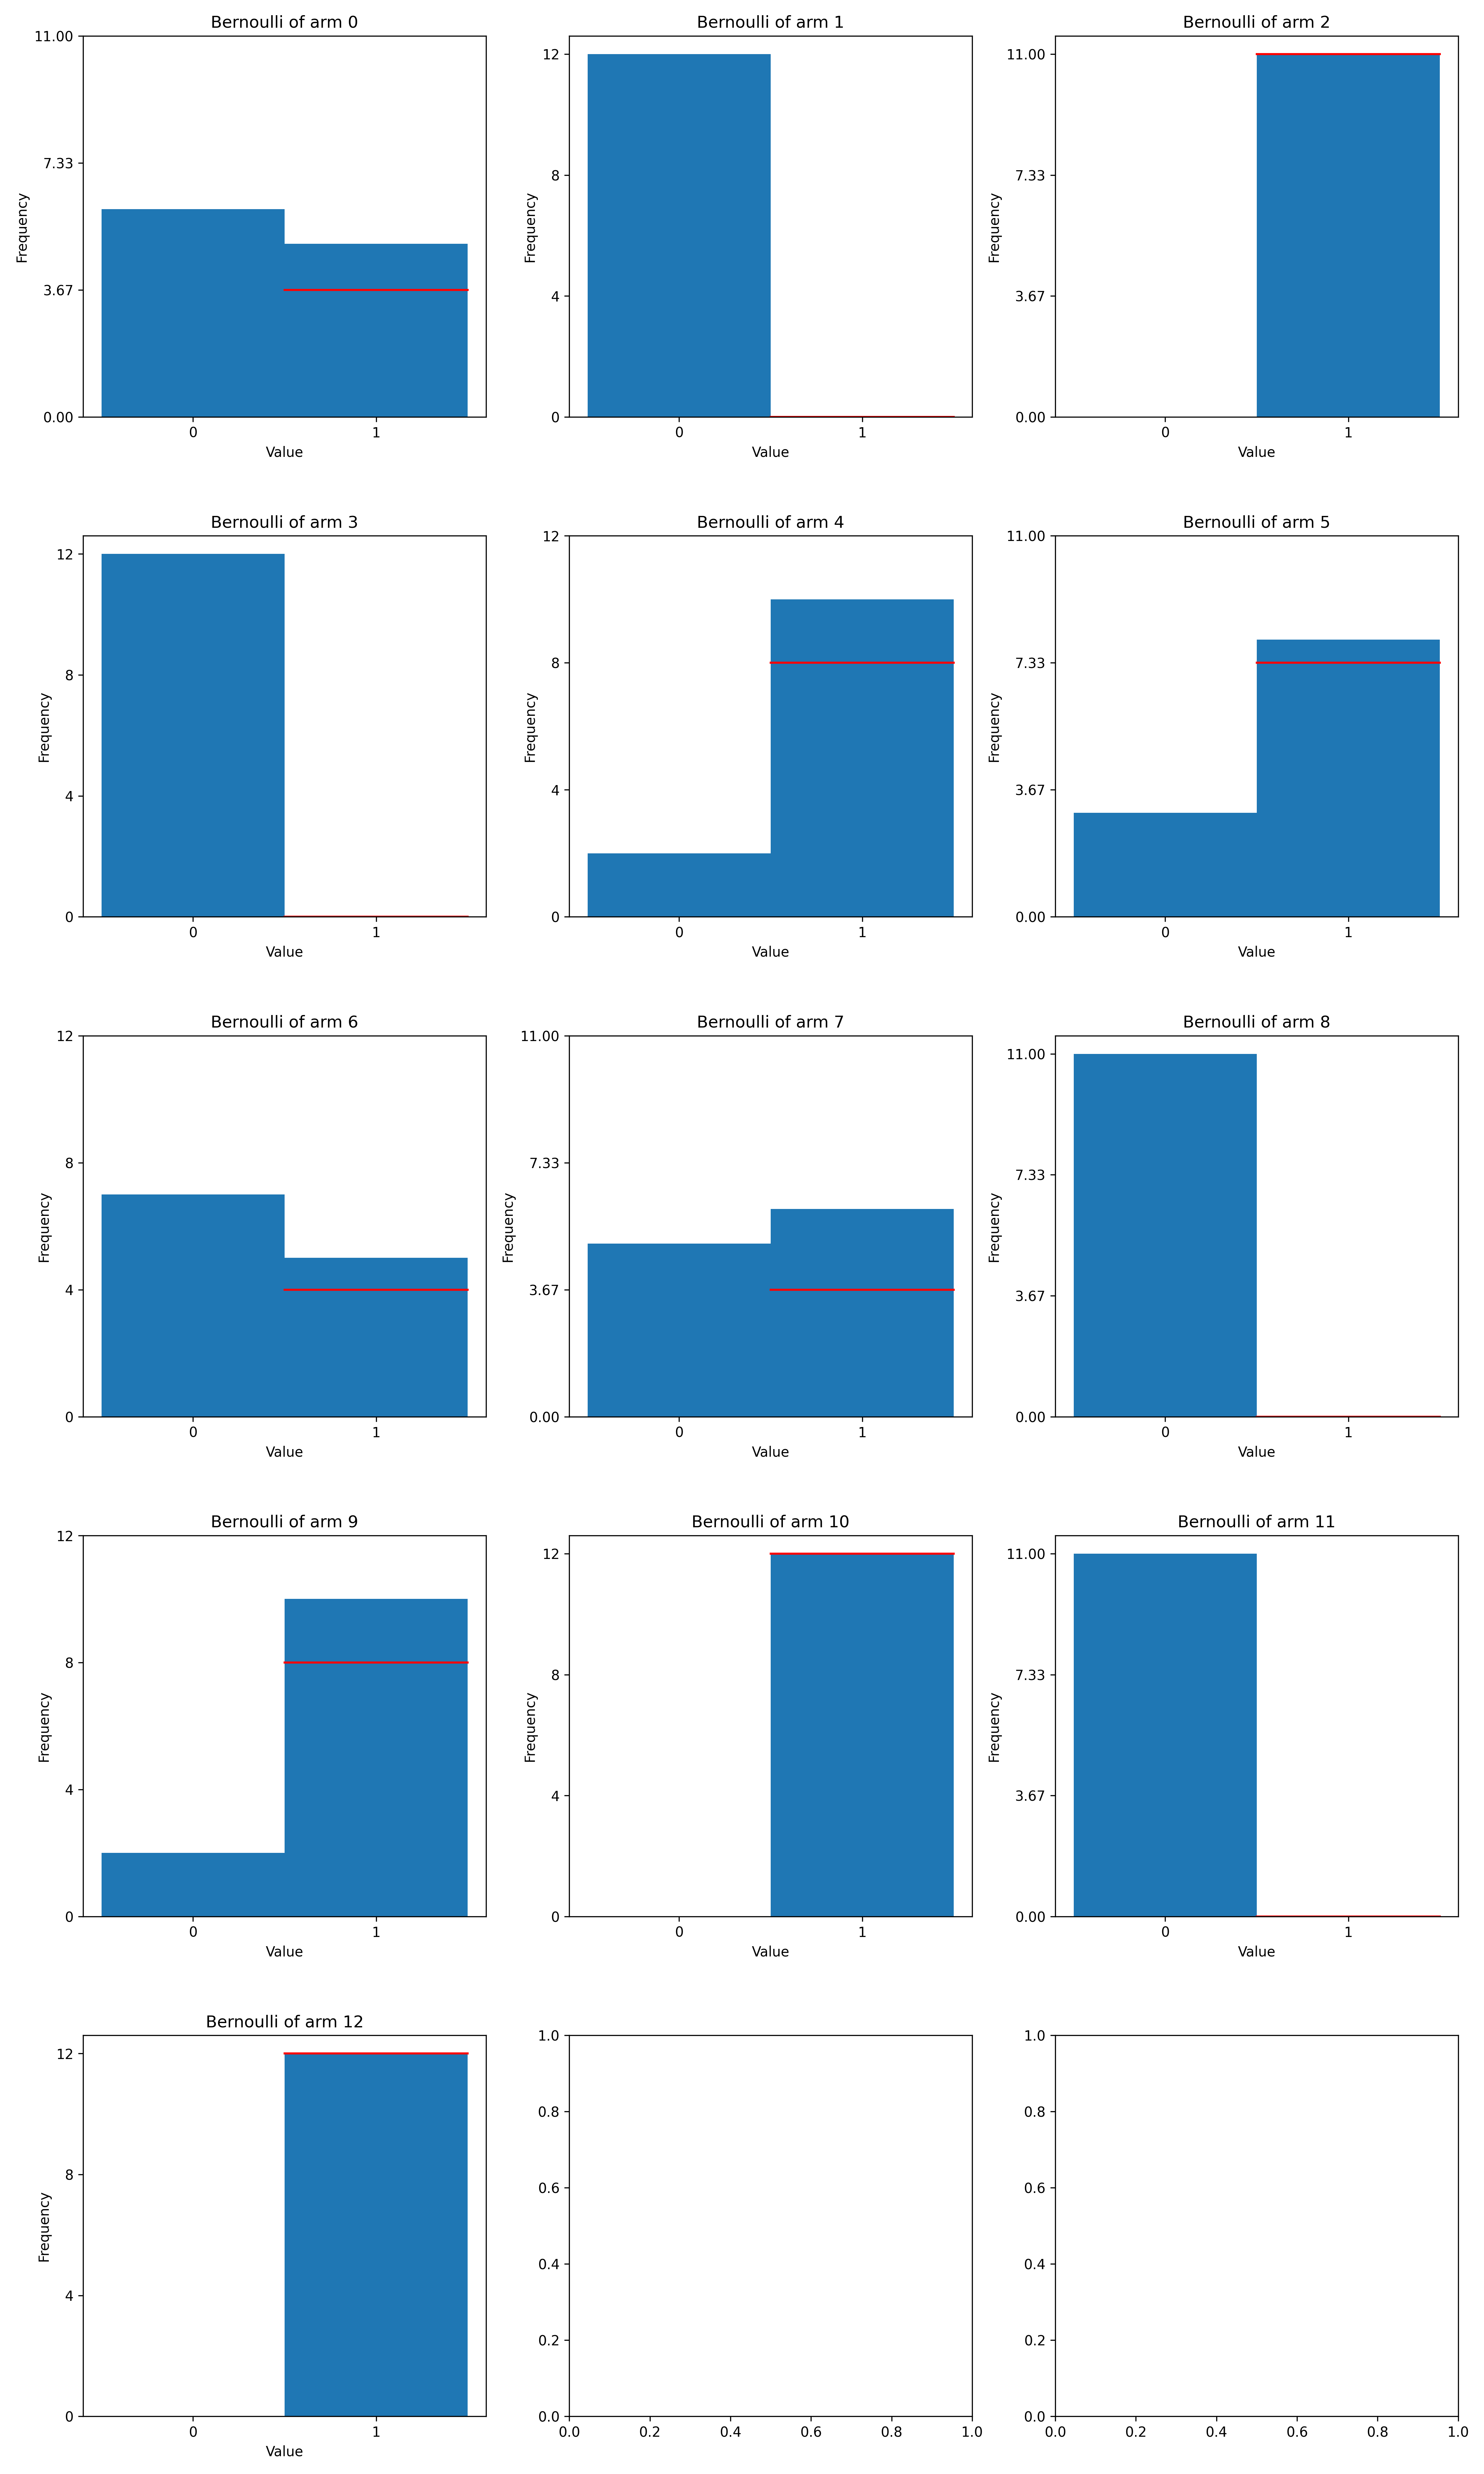 Bernoulli of arm 0
11.00
7.33
3.67
0.00
Frequency
0 1
Value
Bernoulli of arm 1
12
8
4
0
Frequency
0 1
Value
Bernoulli of arm 2
11.00
7.33
3.67
0.00
Frequency
0 1
Value
Bernoulli of arm 3
12
8
4
0
Frequency
0 1
Value
Bernoulli of arm 4
12
8
4
0
Frequency
0 1
Value
Bernoulli of arm 5
11.00
7.33
3.67
0.00
Frequency
0 1
Value
Bernoulli of arm 6
12
8
4
0
Frequency
0 1
Value
Bernoulli of arm 7
11.00
7.33
3.67
0.00
Frequency
0 1
Value
Bernoulli of arm 8
11.00
7.33
3.67
0.00
Frequency
0 1
Value
Bernoulli of arm 9
12
8
4
0
Frequency
0 1
Value
Bernoulli of arm 10
12
8
4
0
Frequency
0 1
Value
Bernoulli of arm 11
11.00
7.33
3.67
0.00
Frequency
0 1
Value
Bernoulli of arm 12
12
8
4
0
Frequency
0 1
Value
1.0
0.8
0.6
0.4
0.2
0.0
0.0 0.2 0.4 0.6 0.8 1.0
1.0
0.8
0.6
0.4
0.2
0.0
0.0 0.2 0.4 0.6 0.8 1.0